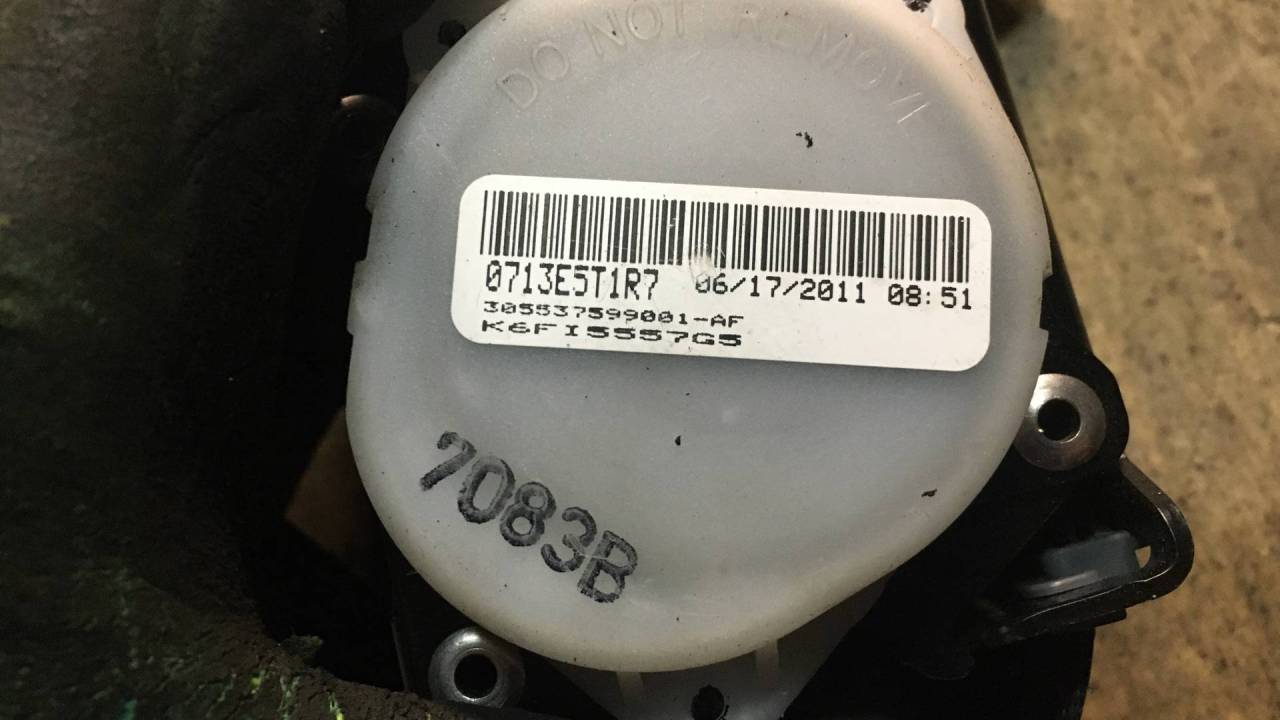 DO NOT REMOVE
0713E5T1R7 06/17/2011 08:51
305537599001-AF
K6FI5557G5
7083B